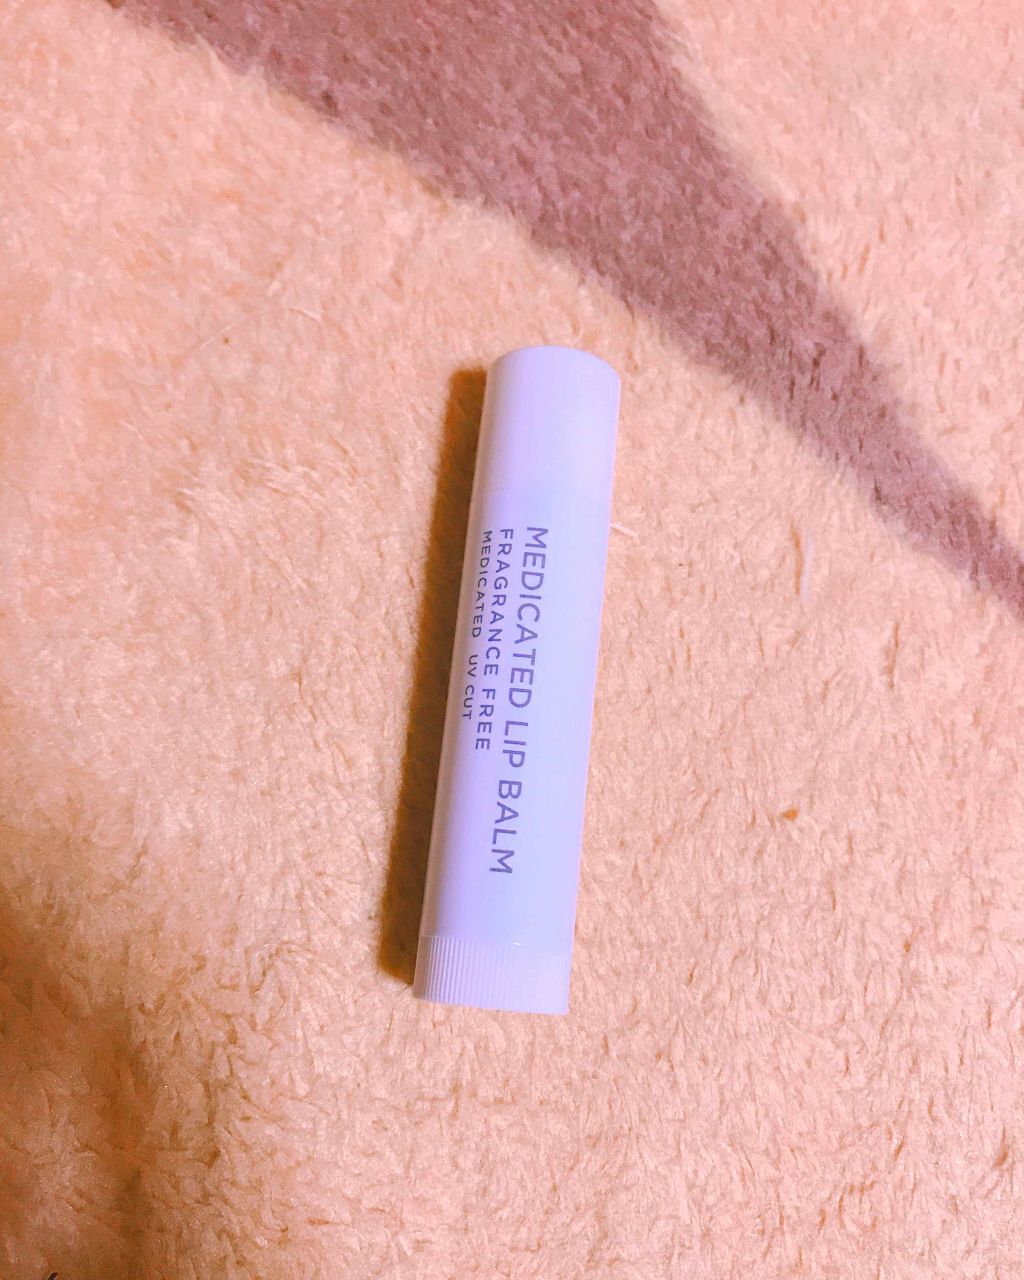 MEDICATED LIP BALM
FRAGRANCE FREE
MEDICATED UV CUT